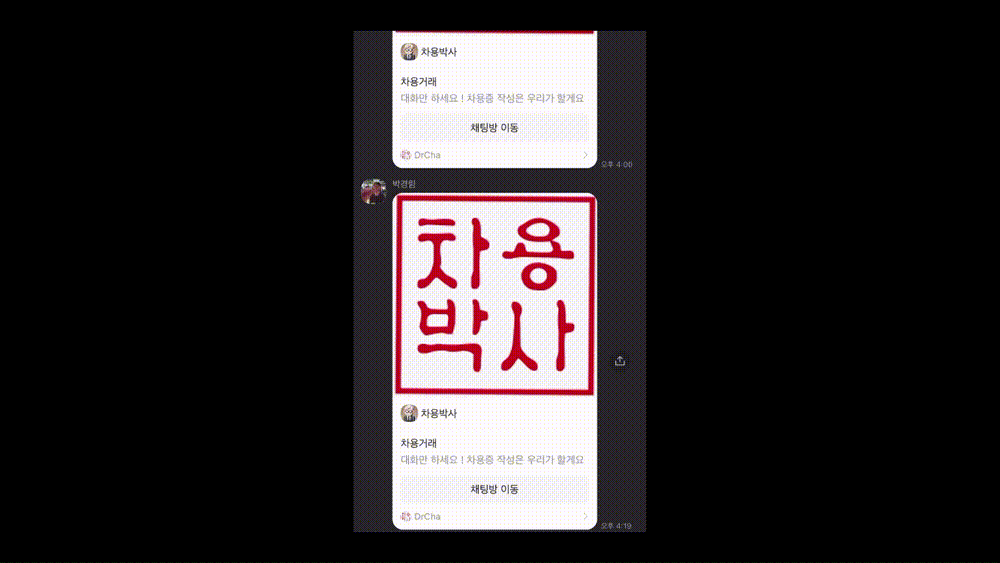 차용박사
차용거래
대화만 하세요 ! 차용증 작성은 우리가 할게요
채팅방 이동
DrCha
오후 4:00
박경림
차용
박사
차용박사
차용거래
대화만 하세요 ! 차용증 작성은 우리가 할게요
채팅방 이동
DrCha
오후 4:19